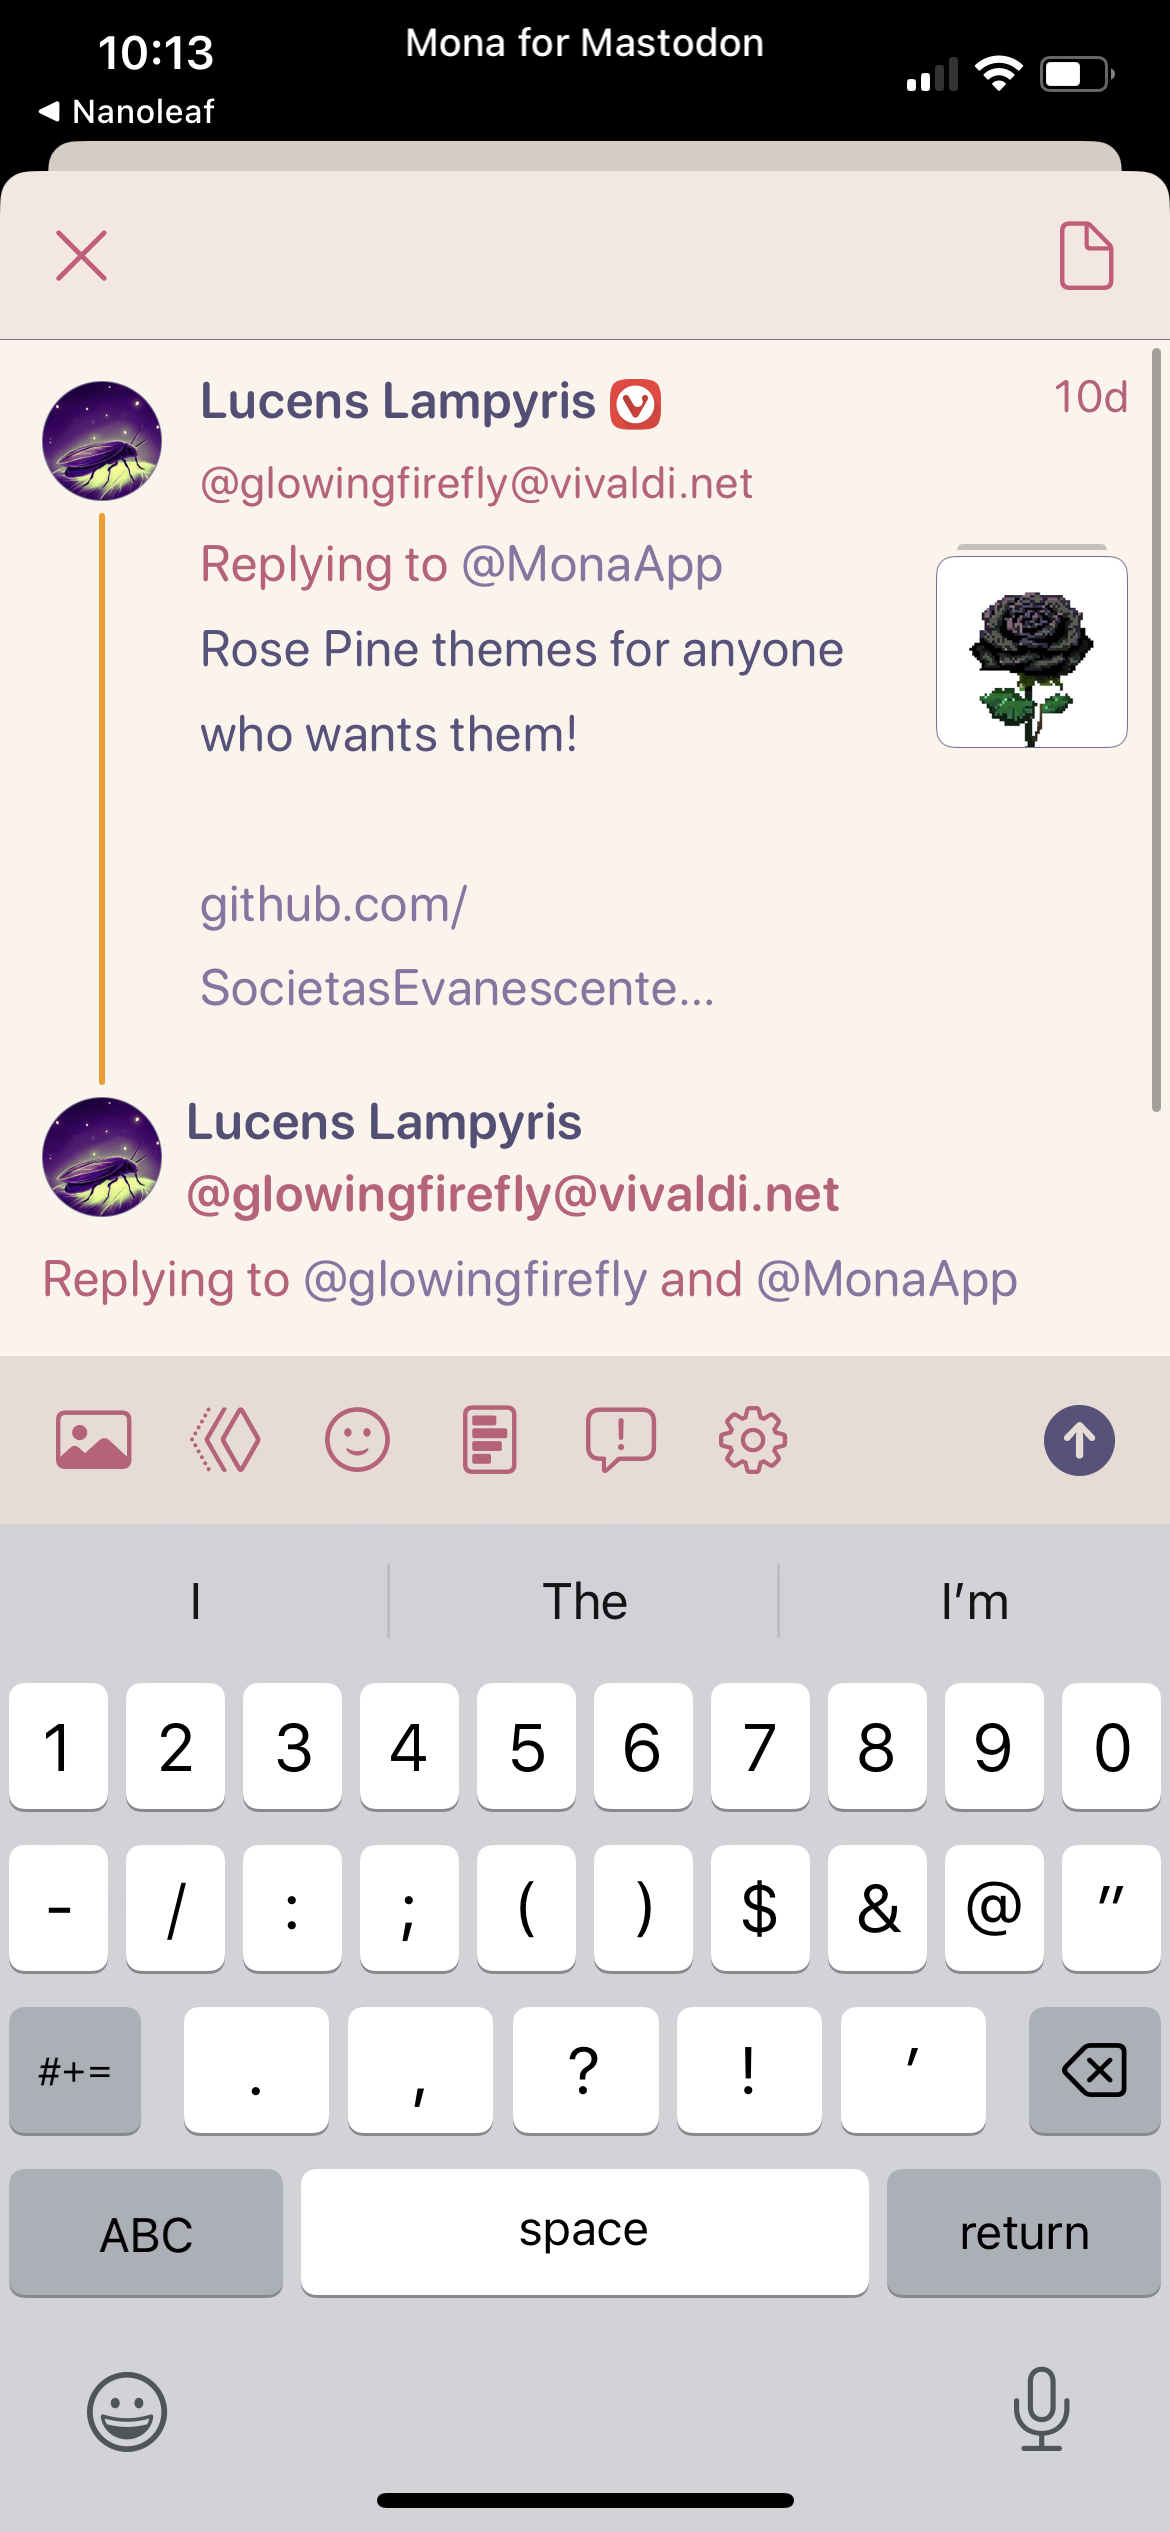 10:13
Mona for Mastodon
◀ Nanoleaf
Lucens Lampyris
10d
@glowingfirefly@vivaldi.net
Replying to @MonaApp
Rose Pine themes for anyone
who wants them!
github.com/
SocietasEvanescente...
Lucens Lampyris
@glowingfirefly@vivaldi.net
Replying to @glowingfirefly and @MonaApp
I The I'm
1 2 3 4 5 6 7 8 9 0
- / : ; ( ) $ & @ "
#+= . , ? ! '
ABC space return